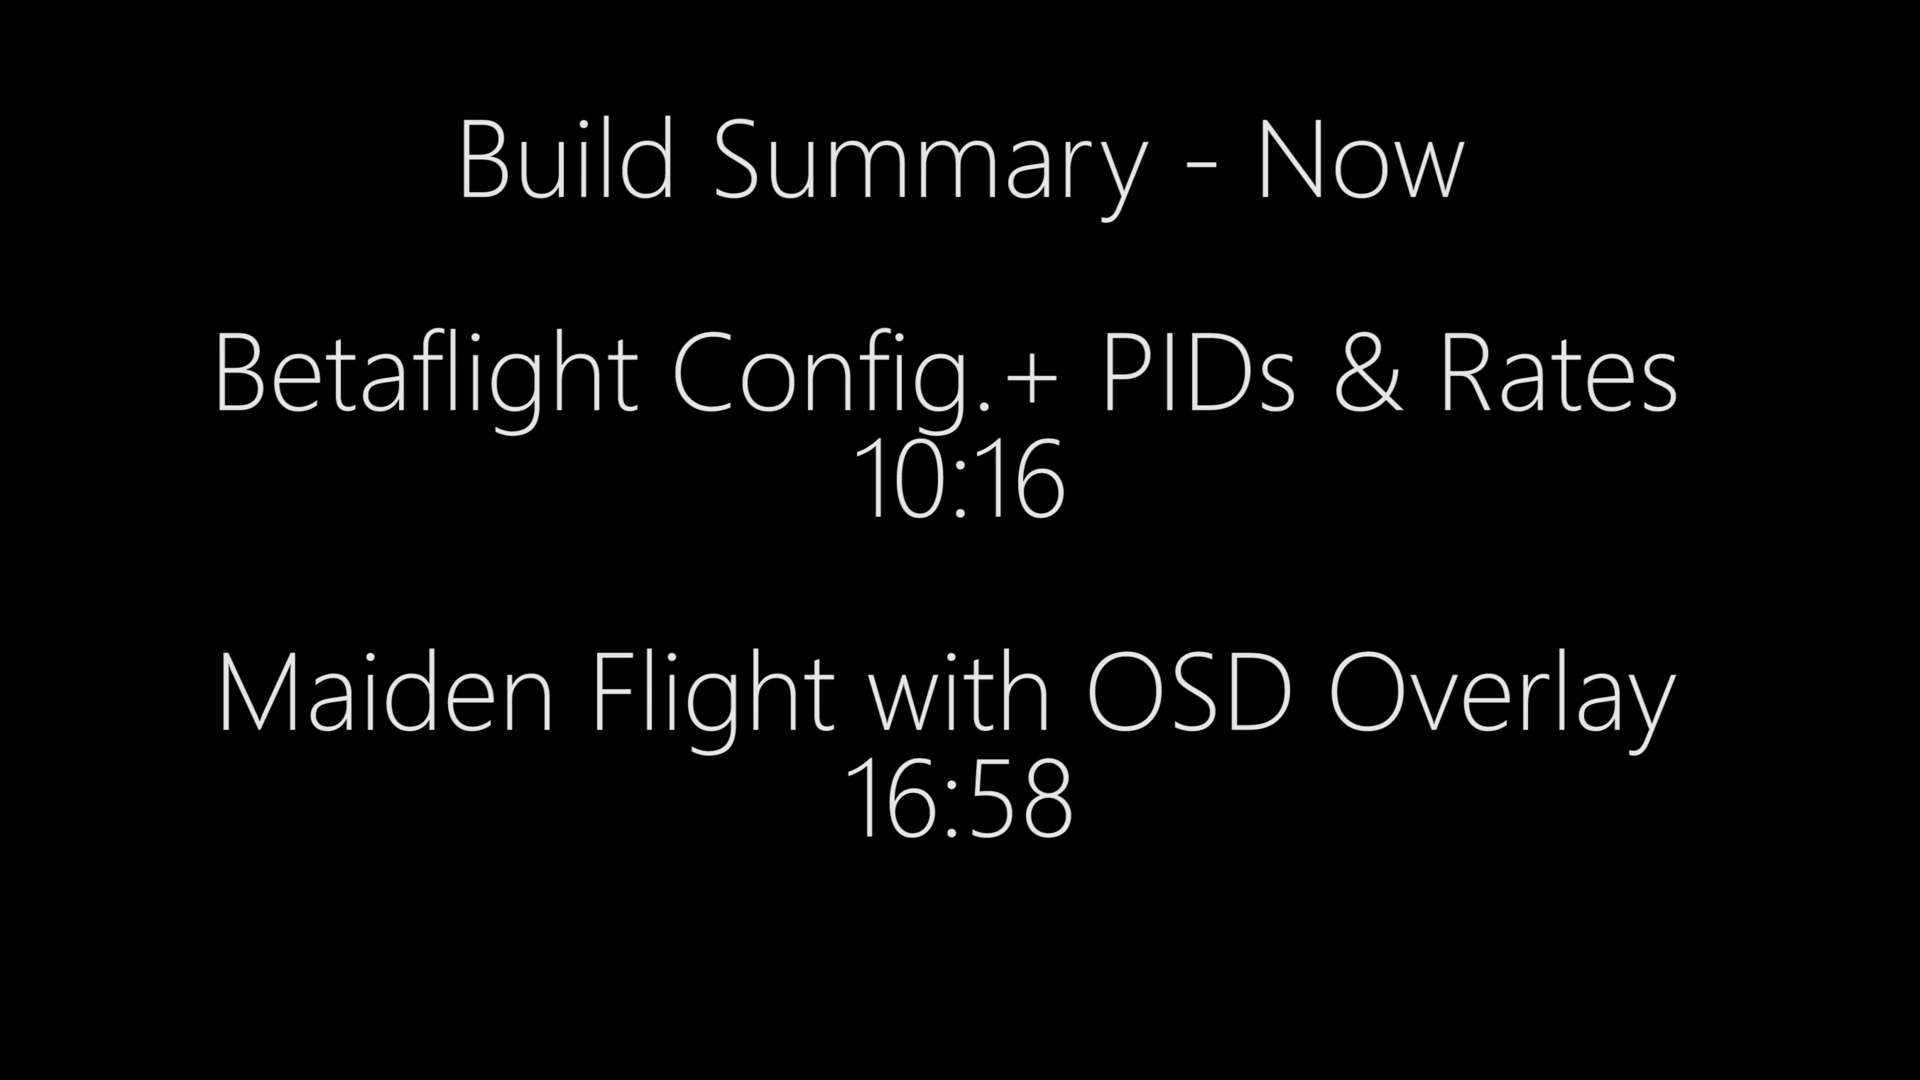 Build Summary - Now
Betaflight Config.+ PIDs & Rates
10:16
Maiden Flight with OSD Overlay
16:58